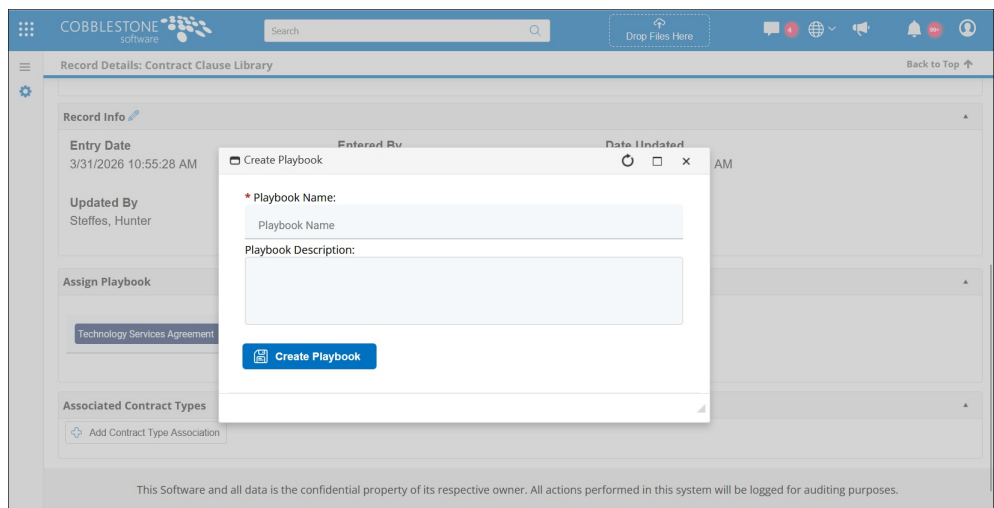 COBBLESTONE
software
Search
Drop Files Here
4
99+
Record Details: Contract Clause Library
Back to Top
Record Info
Entry Date
Entered By
Date Updated
3/31/2026 10:55:28 AM
AM
Updated By
Steffes, Hunter
Create Playbook
* Playbook Name:
Playbook Name
Playbook Description:
Create Playbook
Assign Playbook
Technology Services Agreement
Associated Contract Types
Add Contract Type Association
This Software and all data is the confidential property of its respective owner. All actions performed in this system will be logged for auditing purposes.